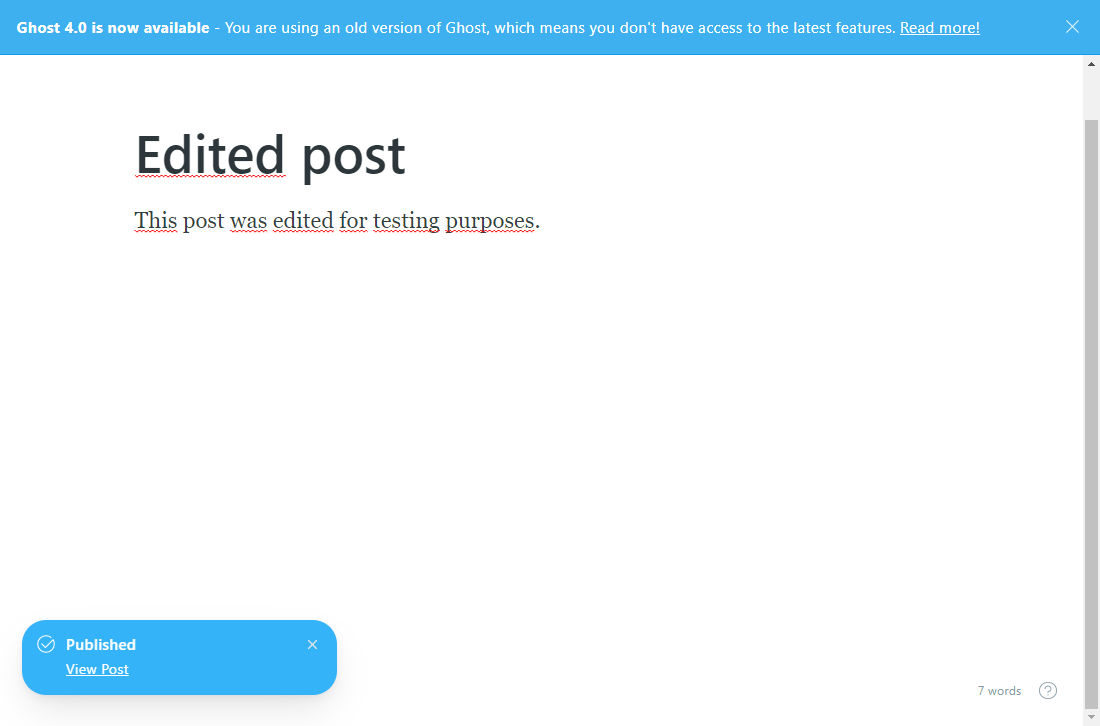 Ghost 4.0 is now available - You are using an old version of Ghost, which means you don't have access to the latest features. Read more!
Edited post
This post was edited for testing purposes.
Published
View Post
7 words